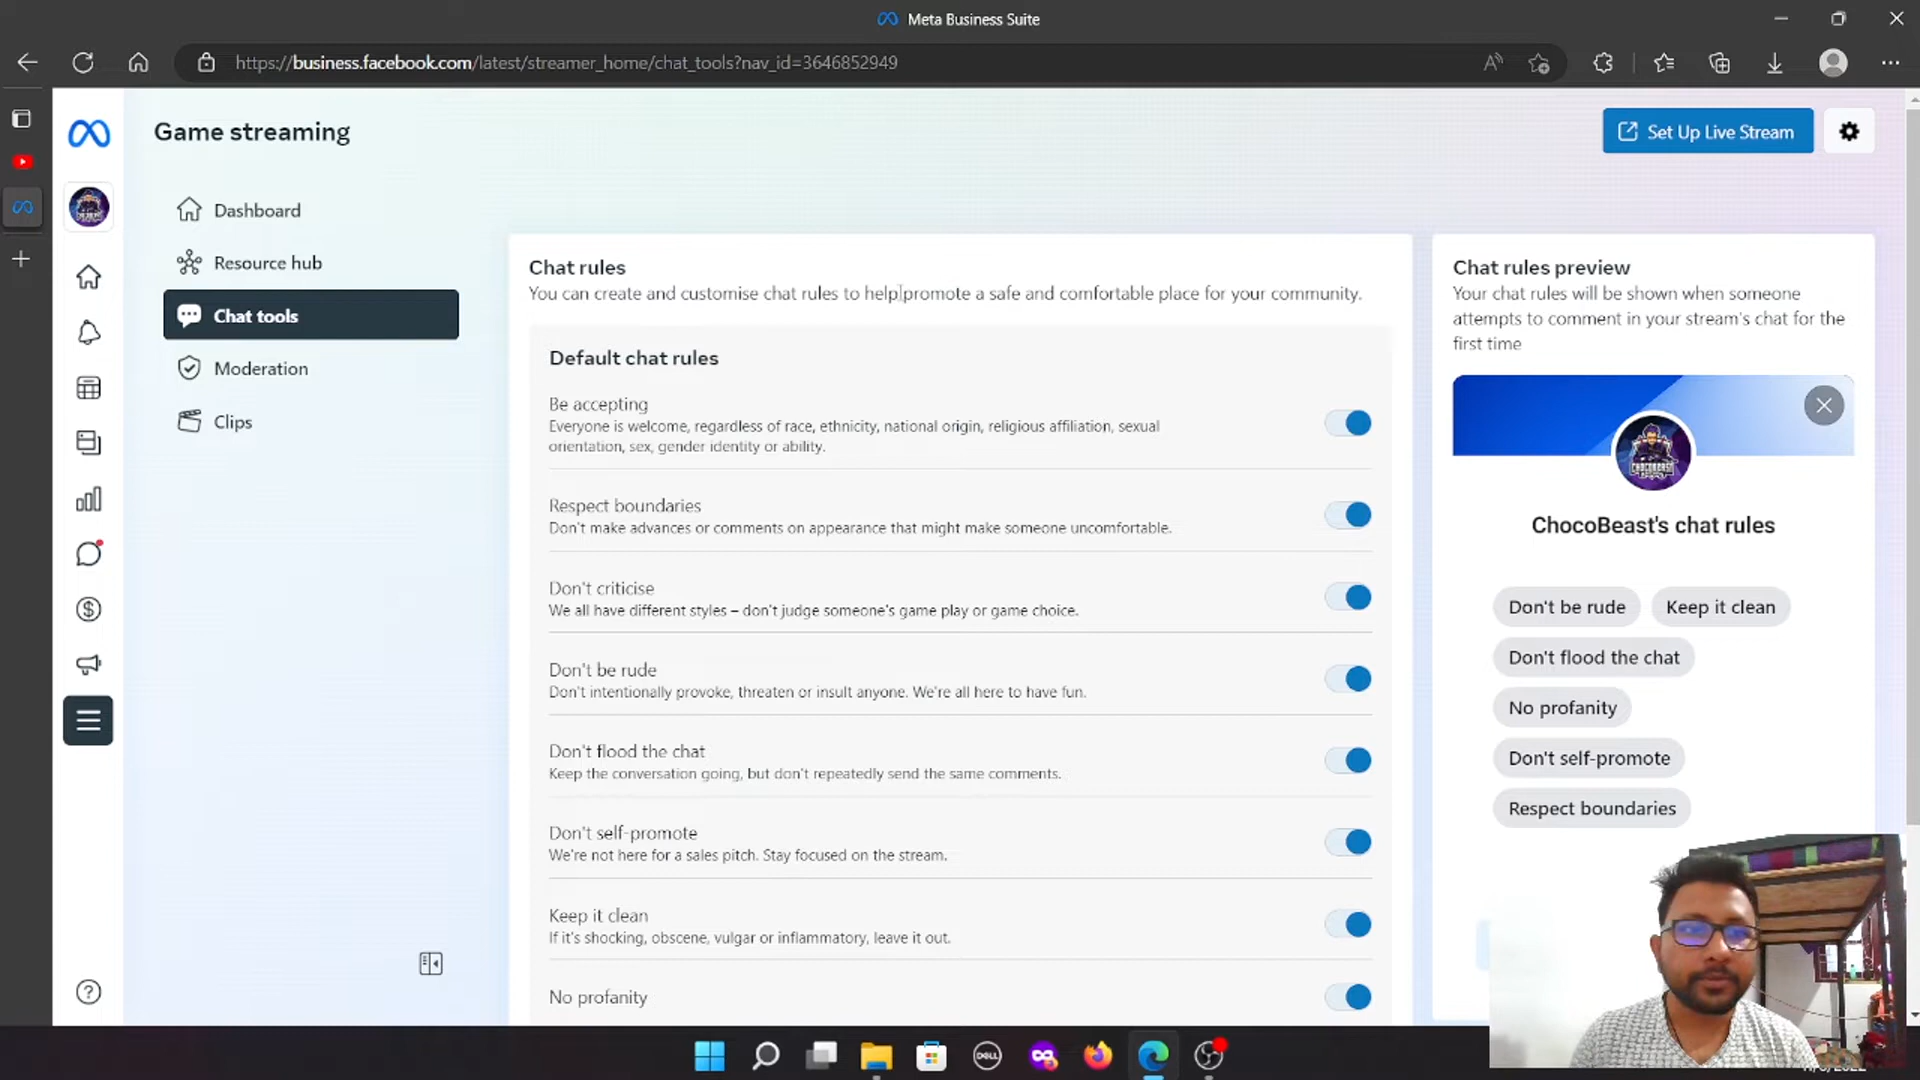 Meta Business Suite
https://business.facebook.com/latest/streamer_home/chat_tools?nav_id=3646852949
Game streaming
Set Up Live Stream
Dashboard
Resource hub
Chat tools
Moderation
Clips
Chat rules
You can create and customise chat rules to help promote a safe and comfortable place for your community.
Default chat rules
Be accepting
Everyone is welcome, regardless of race, ethnicity, national origin, religious affiliation, sexual
orientation, sex, gender identity or ability.
Respect boundaries
Don't make advances or comments on appearance that might make someone uncomfortable.
Don't criticise
We all have different styles – don't judge someone's game play or game choice.
Don't be rude
Don't intentionally provoke, threaten or insult anyone. We're all here to have fun.
Don't flood the chat
Keep the conversation going, but don't repeatedly send the same comments.
Don't self-promote
We're not here for a sales pitch. Stay focused on the stream.
Keep it clean
If it's shocking, obscene, vulgar or inflammatory, leave it out.
No profanity
Chat rules preview
Your chat rules will be shown when someone
attempts to comment in your stream's chat for the
first time
CHOCOBEAST
ChocoBeast's chat rules
Don't be rude
Keep it clean
Don't flood the chat
No profanity
Don't self-promote
Respect boundaries
DELL